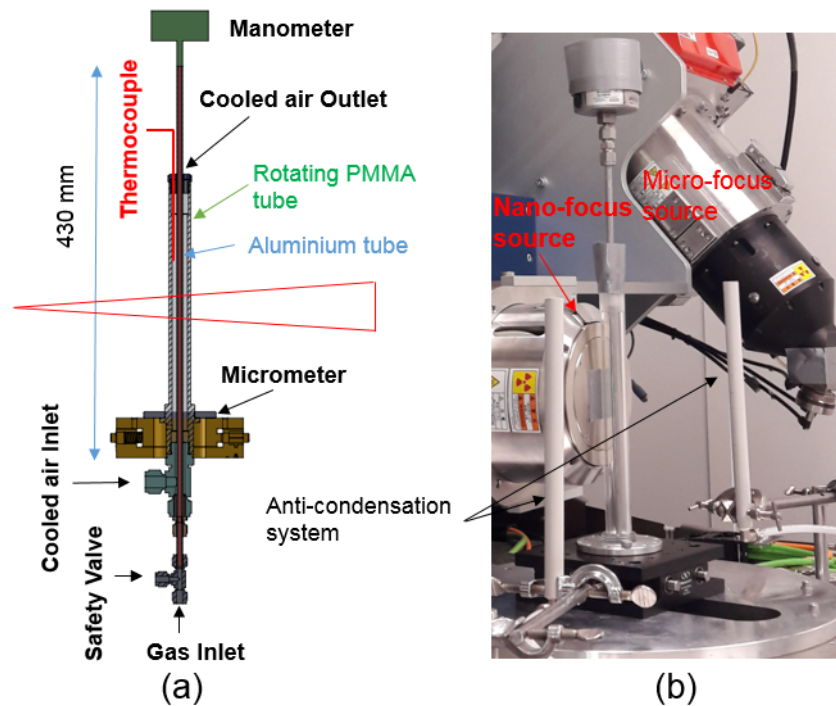 Manometer
Cooled air Outlet
Thermocouple
430 mm
Rotating PMMA
tube
Aluminium tube
Micrometer
Cooled air Inlet
Safety Valve
Gas Inlet
(a)
Micro-focus
source
Nano-focus
source
Anti-condensation
system
(b)